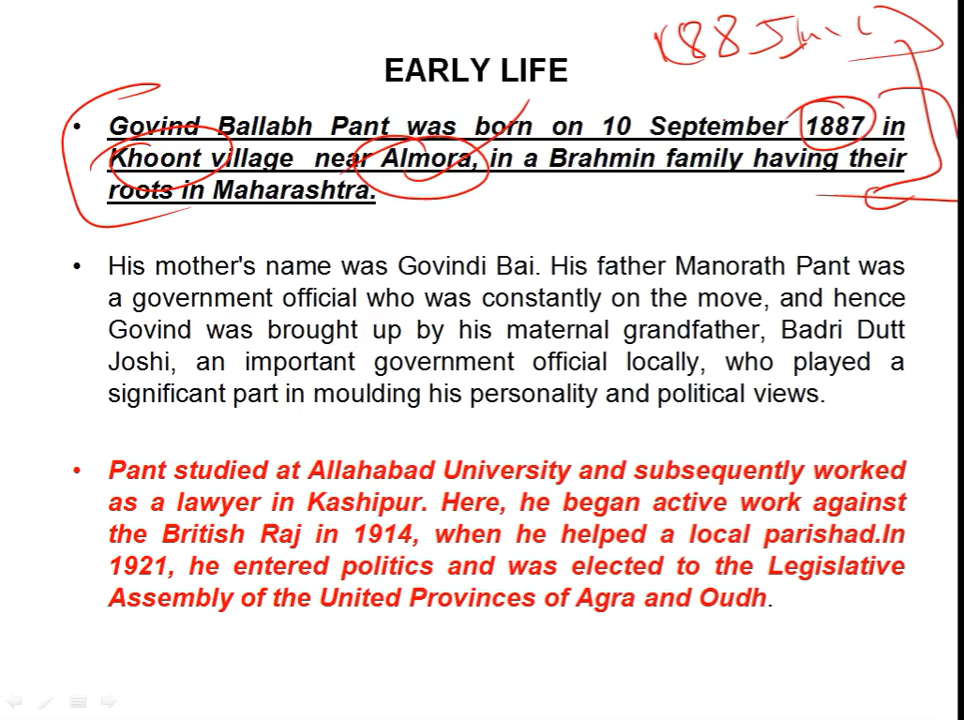 1885
EARLY LIFE
• Govind Ballabh Pant was born on 10 September 1887 in
Khoont village near Almora, in a Brahmin family having their
roots in Maharashtra.
• His mother's name was Govindi Bai. His father Manorath Pant was
a government official who was constantly on the move, and hence
Govind was brought up by his maternal grandfather, Badri Dutt
Joshi, an important government official locally, who played a
significant part in moulding his personality and political views.
• Pant studied at Allahabad University and subsequently worked
as a lawyer in Kashipur. Here, he began active work against
the British Raj in 1914, when he helped a local parishad.In
1921, he entered politics and was elected to the Legislative
Assembly of the United Provinces of Agra and Oudh.